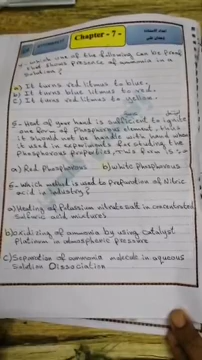 Chapter - 7 -
4- Which one of the following can be proof
that shows presence of ammonia in a
solution?
a) It turns red litmus to blue.
b) It turns blue litmus to red.
c) It turns red litmus to yellow.
5- Heat of your hand is sufficient to ignite
one form of Phosphorus element, thus
it should not be touch with hand when
it used in experiments for studing the
Phosphorous properties, this form is :-
a) Red Phosphorous b) white Phosphorous
6- which method is used to Preparation of Nitric
acid in Industry?
a) Heating of Potassium nitrate salt in concentrated
Sulfuric acid mixtures
b) oxidizing of ammonia by using catalyst
Platinum in atmospheric pressure
c) Separation of ammonia molecule in aqueous
Solution Dissociation